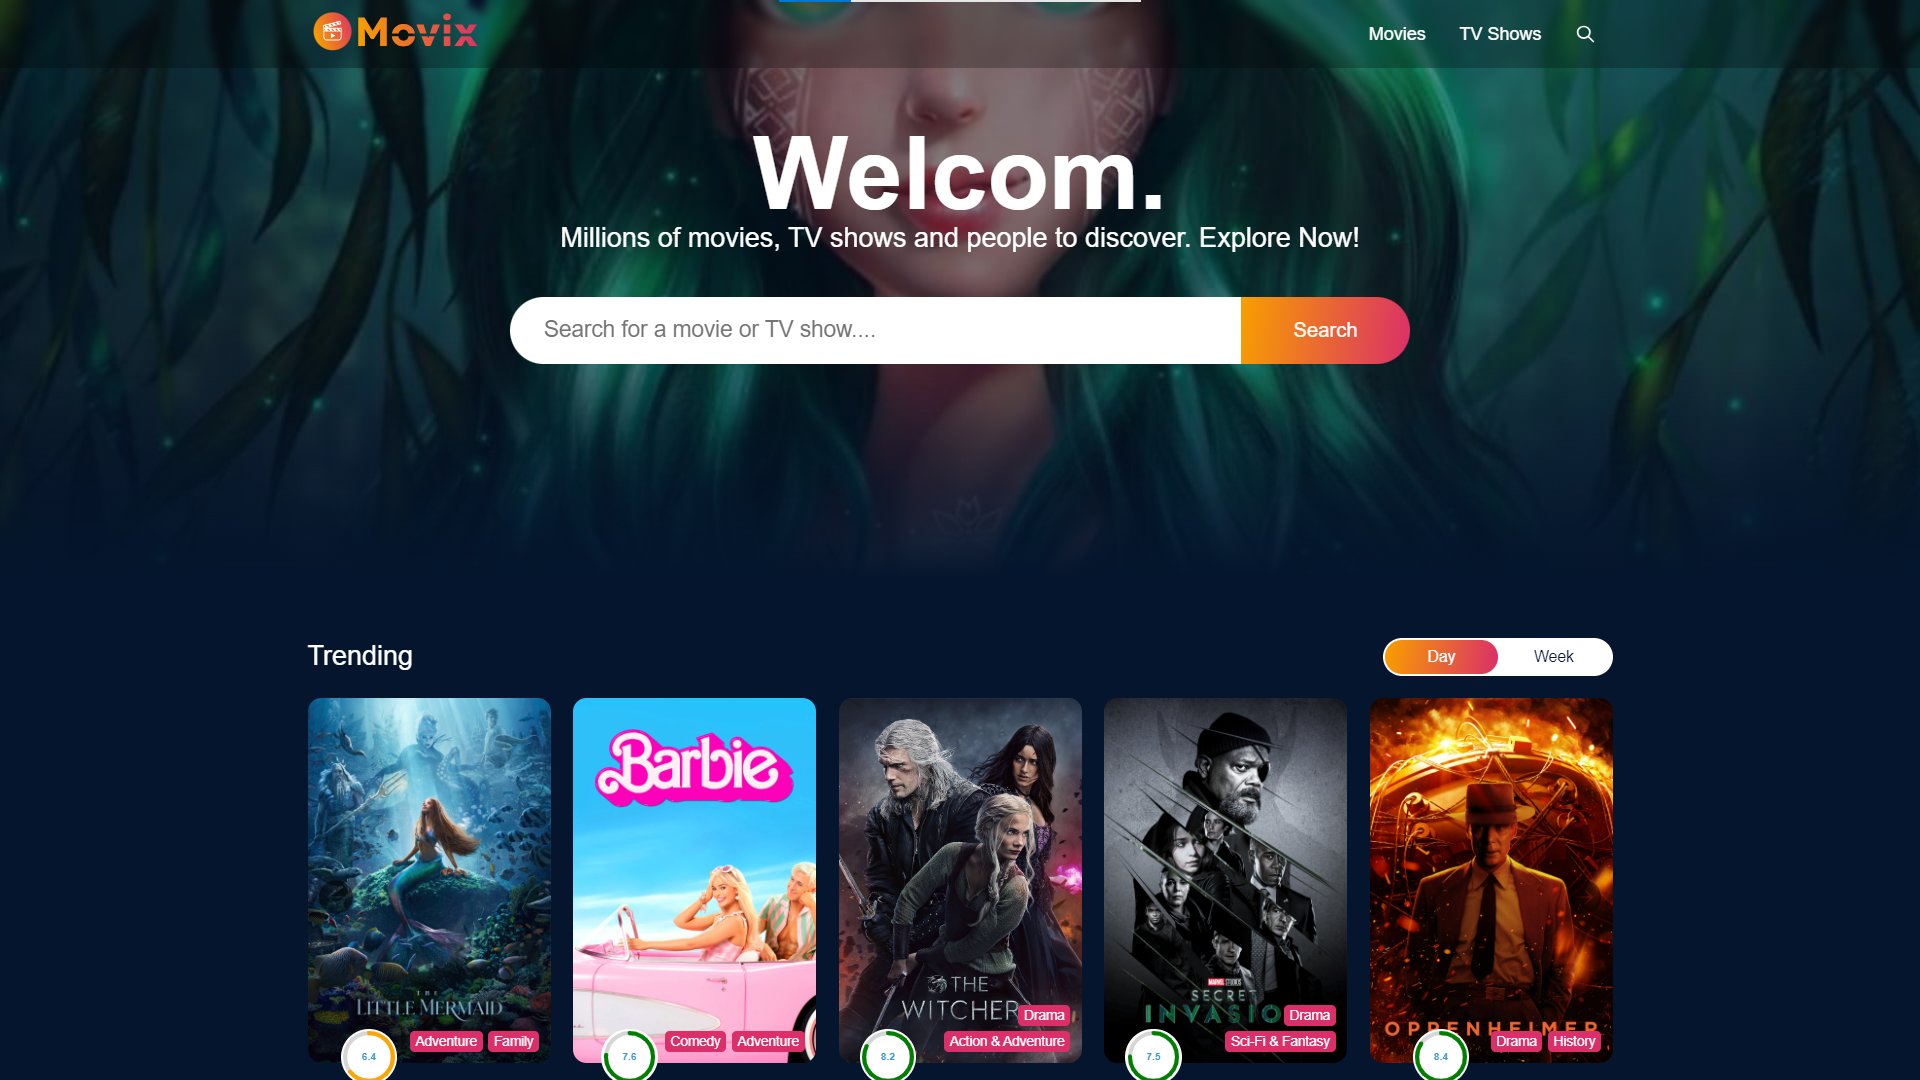 Movix
Movies TV Shows
Welcom.
Millions of movies, TV shows and people to discover. Explore Now!
Search for a movie or TV show....
Search
Trending
Day Week
THE
LITTLE MERMAID
6.4
Adventure Family
Barbie
7.6
Comedy Adventure
THE
WITCHER
Drama
8.2
Action & Adventure
MARVEL STUDIOS
SECRET
INVASIO
Drama
7.5
Sci-Fi & Fantasy
OPPENHEIMER
8.4
Drama History